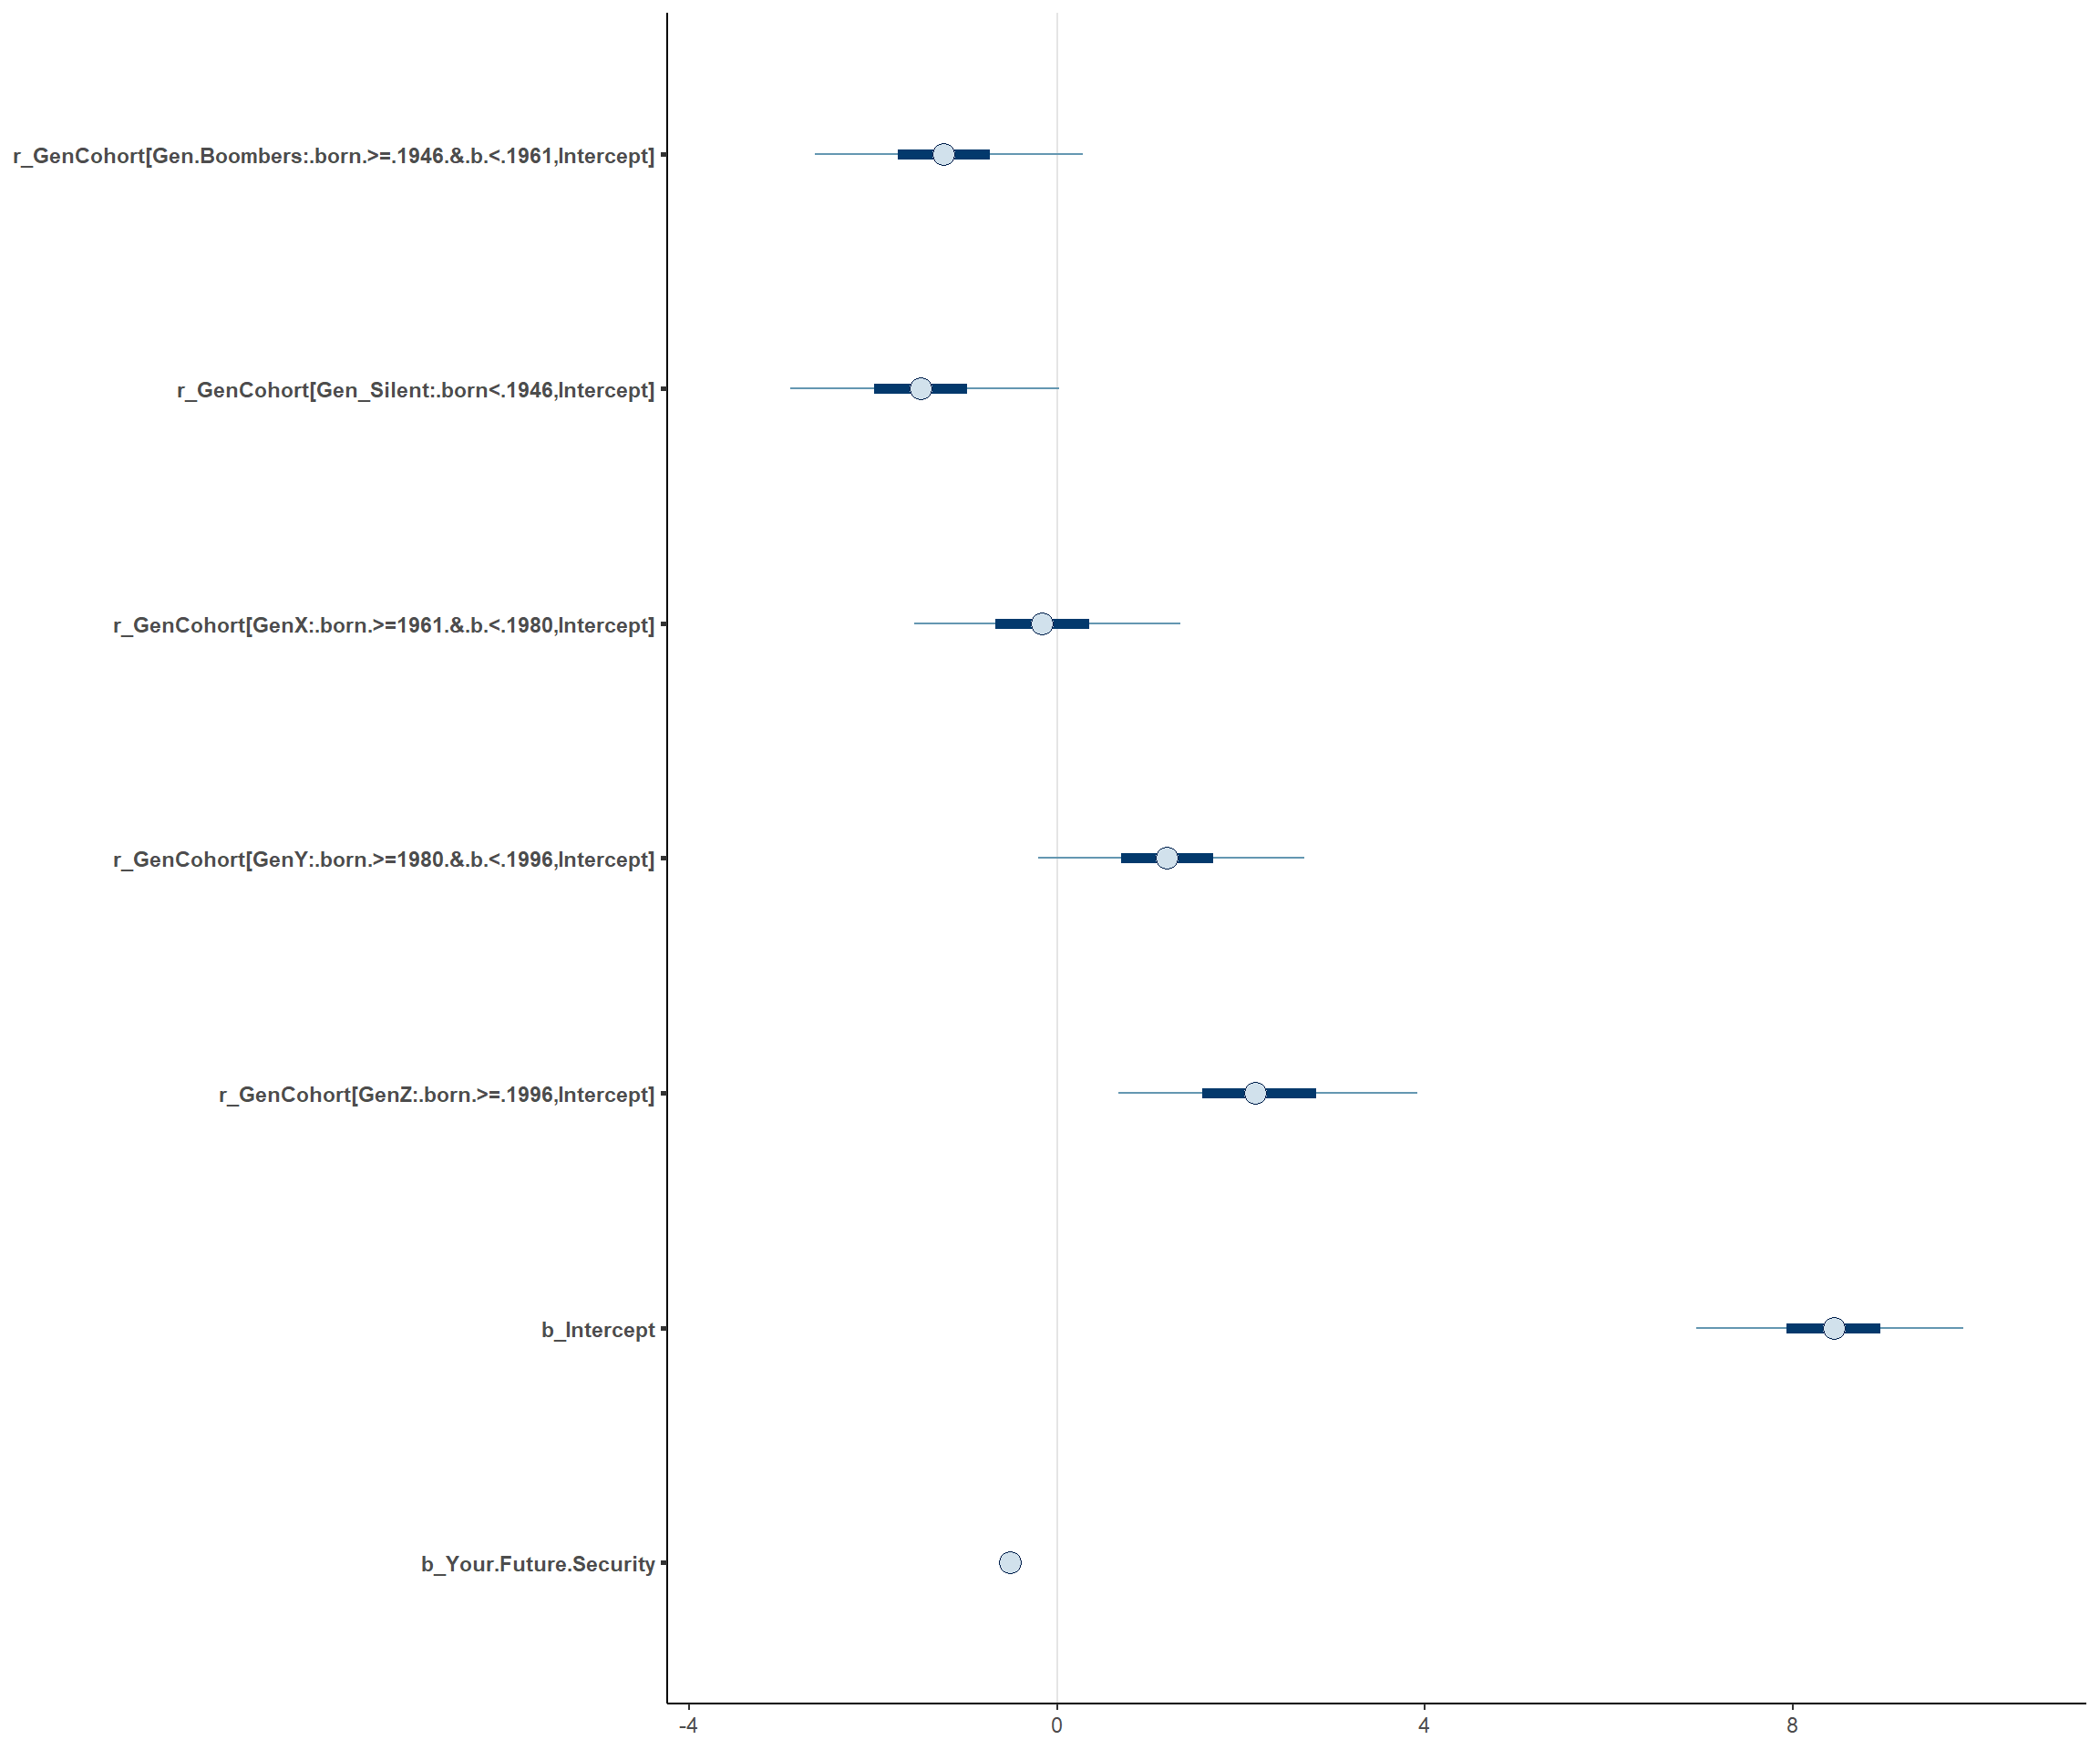 r_GenCohort[Gen.Boombers:.born.>=.1946.&.b.<.1961,Intercept]
r_GenCohort[Gen_Silent:.born<.1946,Intercept]
r_GenCohort[GenX:.born.>=1961.&.b.<.1980,Intercept]
r_GenCohort[GenY:.born.>=1980.&.b.<.1996,Intercept]
r_GenCohort[GenZ:.born.>=.1996,Intercept]
b_Intercept
b_Your.Future.Security
-4 0 4 8